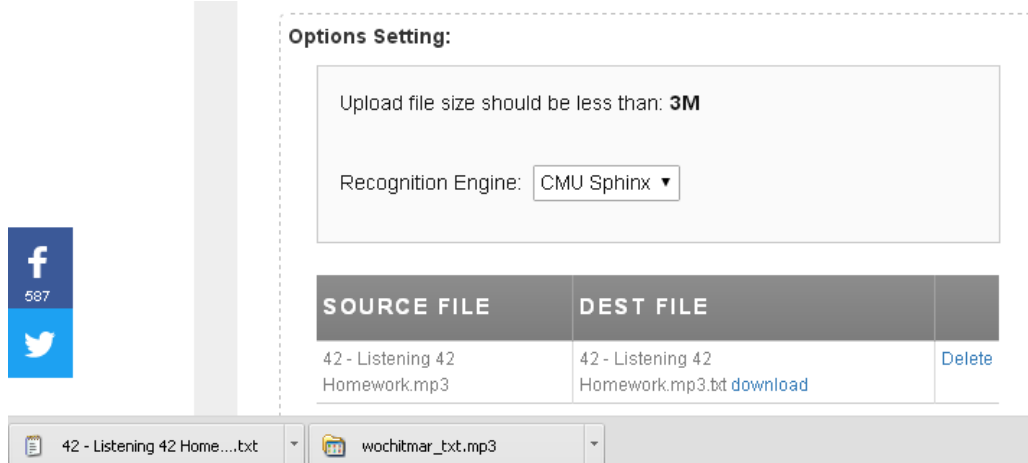 Options Setting:
Upload file size should be less than: 3M
Recognition Engine: CMU Sphinx
f
587
SOURCE FILE DEST FILE
42 - Listening 42 42 - Listening 42 Delete
Homework.mp3 Homework.mp3.txt download
42 - Listening 42 Home....txt wochitmar_txt.mp3